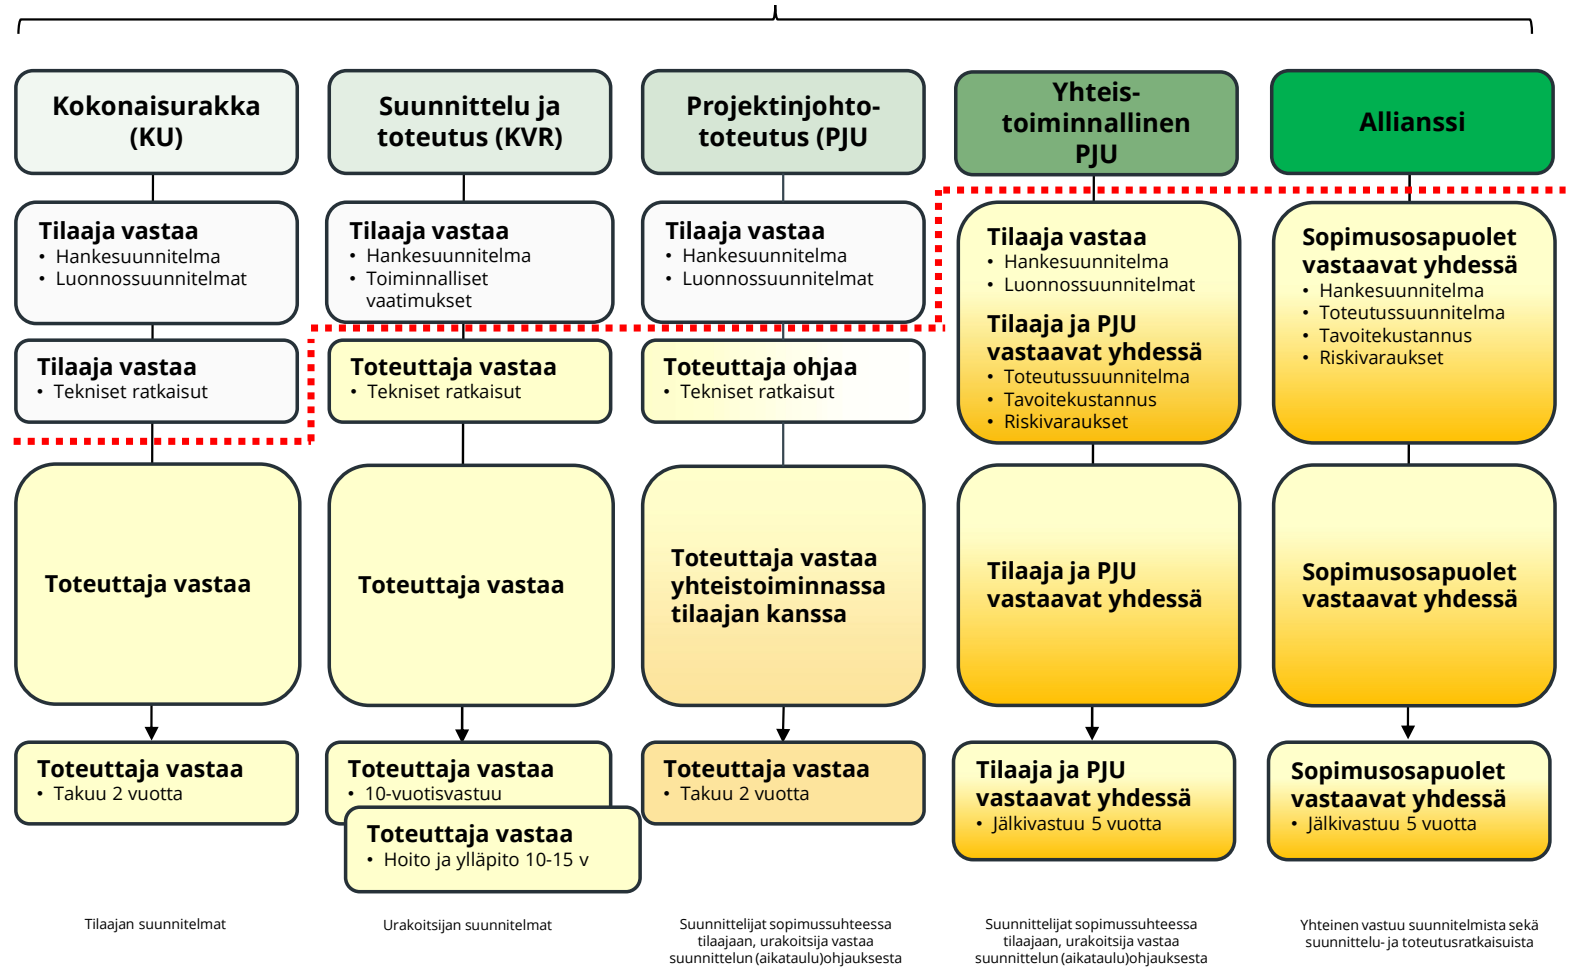 Kokonaisurakka
(KU)
Tilaaja vastaa
• Hankesuunnitelma
• Luonnossuunnitelmat
Tilaaja vastaa
• Tekniset ratkaisut
Toteuttaja vastaa
Toteuttaja vastaa
• Takuu 2 vuotta
Tilaajan suunnitelmat
Suunnittelu ja
toteutus (KVR)
Tilaaja vastaa
• Hankesuunnitelma
• Toiminnalliset
vaatimukset
Toteuttaja vastaa
• Tekniset ratkaisut
Toteuttaja vastaa
Toteuttaja vastaa
• 10-vuotisvastuu
Toteuttaja vastaa
• Hoito ja ylläpito 10-15 v
Urakoitsijan suunnitelmat
Projektinjohto-
toteutus (PJU
Tilaaja vastaa
• Hankesuunnitelma
• Luonnossuunnitelmat
Toteuttaja ohjaa
• Tekniset ratkaisut
Toteuttaja vastaa
yhteistoiminnassa
tilaajan kanssa
Toteuttaja vastaa
• Takuu 2 vuotta
Suunnittelijat sopimussuhteessa
tilaajaan, urakoitsija vastaa
suunnittelun (aikataulu)ohjauksesta
Yhteis-
toiminnallinen
PJU
Tilaaja vastaa
• Hankesuunnitelma
• Luonnossuunnitelmat
Tilaaja ja PJU
vastaavat yhdessä
• Toteutussuunnitelma
• Tavoitekustannus
• Riskivaraukset
Tilaaja ja PJU
vastaavat yhdessä
Tilaaja ja PJU
vastaavat yhdessä
• Jälkivastuu 5 vuotta
Suunnittelijat sopimussuhteessa
tilaajaan, urakoitsija vastaa
suunnittelun (aikataulu)ohjauksesta
Allianssi
Sopimusosapuolet
vastaavat yhdessä
• Hankesuunnitelma
• Toteutussuunnitelma
• Tavoitekustannus
• Riskivaraukset
Sopimusosapuolet
vastaavat yhdessä
Sopimusosapuolet
vastaavat yhdessä
• Jälkivastuu 5 vuotta
Yhteinen vastuu suunnitelmista sekä
suunnittelu- ja toteutusratkaisuista